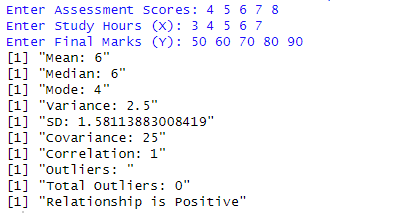 Enter Assessment Scores: 4 5 6 7 8
Enter Study Hours (X): 3 4 5 6 7
Enter Final Marks (Y): 50 60 70 80 90
[1] "Mean: 6"
[1] "Median: 6"
[1] "Mode: 4"
[1] "Variance: 2.5"
[1] "SD: 1.58113883008419"
[1] "Covariance: 25"
[1] "Correlation: 1"
[1] "Outliers: "
[1] "Total Outliers: 0"
[1] "Relationship is Positive"